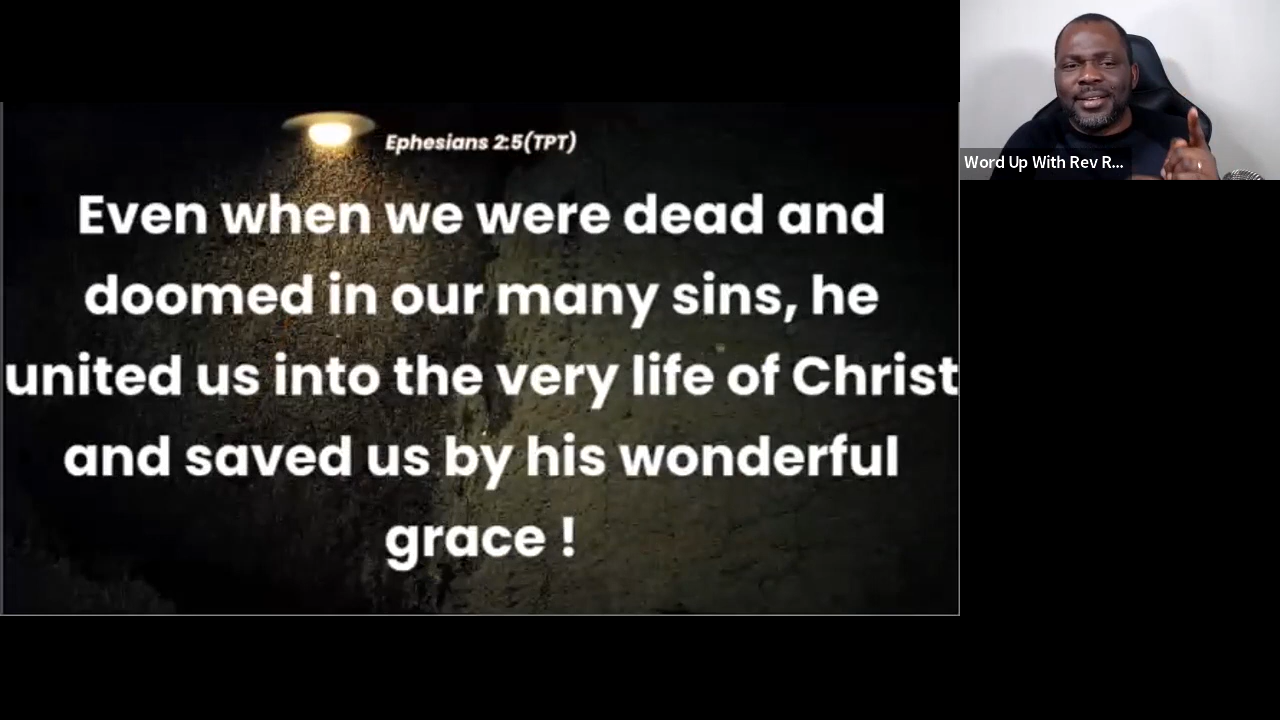 Ephesians 2:5(TPT)
Even when we were dead and
doomed in our many sins, he
united us into the very life of Christ
and saved us by his wonderful
grace !
Word Up With Rev R...